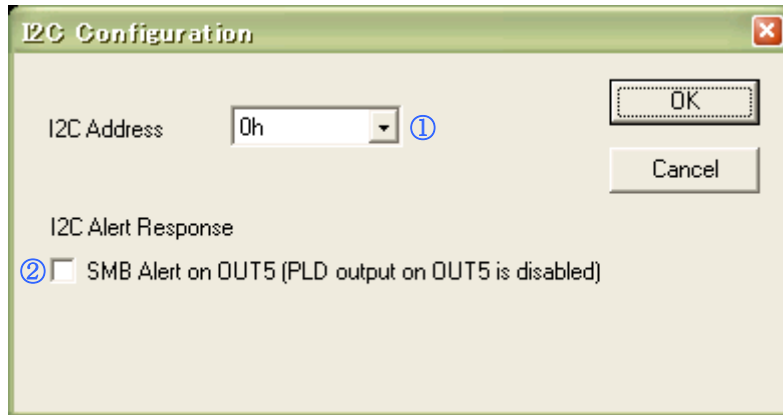 I2C Configuration
I2C Address 0h ① OK
Cancel
I2C Alert Response
② SMB Alert on OUT5 (PLD output on OUT5 is disabled)